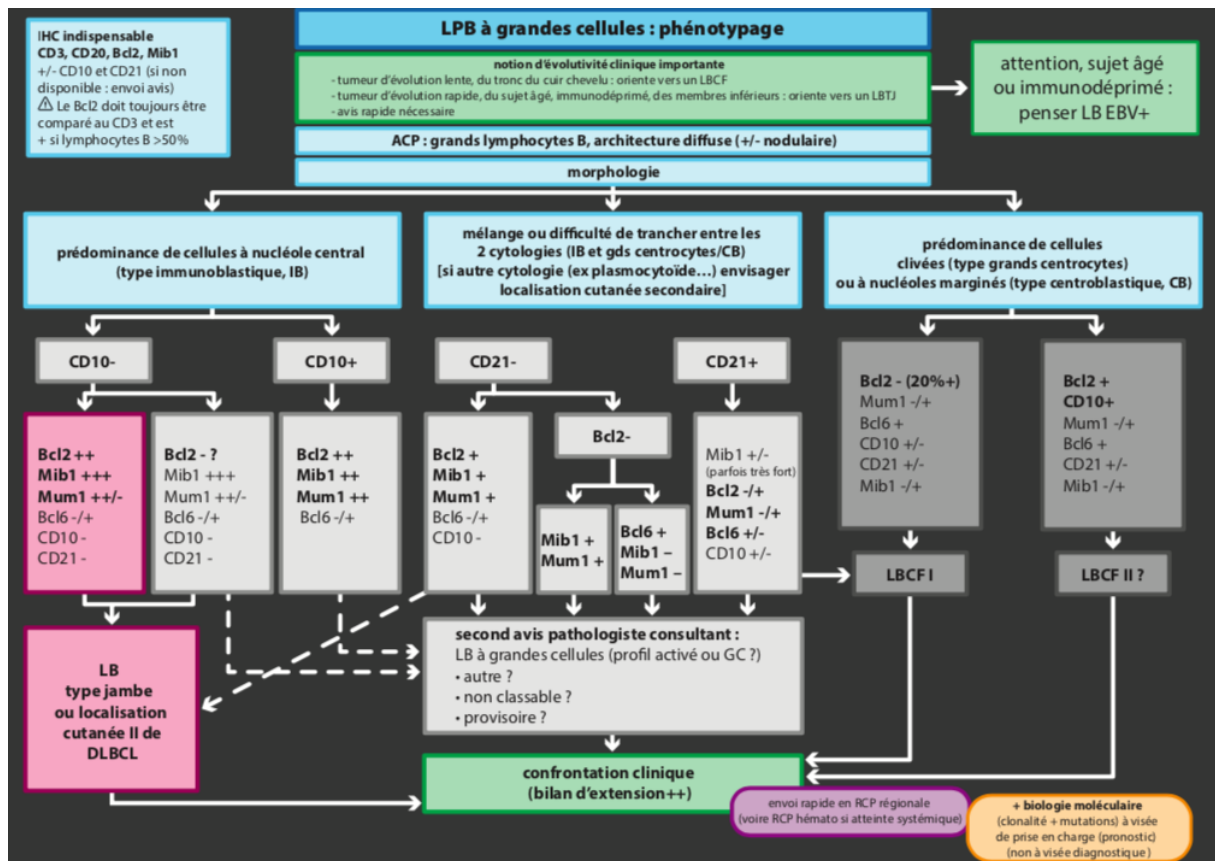 IHC indispensable
CD3, CD20, Bcl2, Mib1
+/- CD10 et CD21 (si non
disponible : envoi avis)
⚠ Le Bcl2 doit toujours être
comparé au CD3 et est
+ si lymphocytes B >50%
LPB à grandes cellules : phénotypage
notion d'évolutivité clinique importante
- tumeur d'évolution lente, du tronc du cuir chevelu : oriente vers un LBCF
- tumeur d'évolution rapide, du sujet âgé, immunodéprimé, des membres inférieurs : oriente vers un LBTJ
- avis rapide nécessaire
attention, sujet âgé
ou immunodéprimé :
penser LB EBV+
ACP : grands lymphocytes B, architecture diffuse (+/- nodulaire)
morphologie
prédominance de cellules à nucléole central
(type immunoblastique, IB)
mélange ou difficulté de trancher entre les
2 cytologies (IB et gds centrocytes/CB)
[si autre cytologie (ex plasmocytoïde...) envisager
localisation cutanée secondaire]
prédominance de cellules
clivées (type grands centrocytes)
ou à nucléoles marginés (type centroblastique, CB)
CD10-
CD10+
CD21-
CD21+
Bcl2 ++
Mib1 +++
Mum1 ++/-
Bcl6 -/+
CD10 -
CD21 -
Bcl2 - ?
Mib1 +++
Mum1 ++/-
Bcl6 -/+
CD10 -
CD21 -
Bcl2 ++
Mib1 ++
Mum1 ++
Bcl6 -/+
Bcl2 +
Mib1 +
Mum1 +
Bcl6 -/+
CD10 -
Bcl2-
Mib1 +
Mum1 +
Bcl6 +
Mib1 –
Mum1 –
Mib1 +/-
(parfois très fort)
Bcl2 -/+
Mum1 -/+
Bcl6 +/-
CD10 +/-
Bcl2 - (20%+)
Mum1 -/+
Bcl6 +
CD10 +/-
CD21 +/-
Mib1 -/+
Bcl2 +
CD10+
Mum1 -/+
Bcl6 +
CD21 +/-
Mib1 -/+
LBCF I
LBCF II ?
LB
type jambe
ou localisation
cutanée II de
DLBCL
second avis pathologiste consultant :
LB à grandes cellules (profil activé ou GC ?)
• autre ?
• non classable ?
• provisoire ?
confrontation clinique
(bilan d'extension++)
envoi rapide en RCP régionale
(voire RCP hémato si atteinte systémique)
+ biologie moléculaire
(clonalité + mutations) à visée
de prise en charge (pronostic)
(non à visée diagnostique )